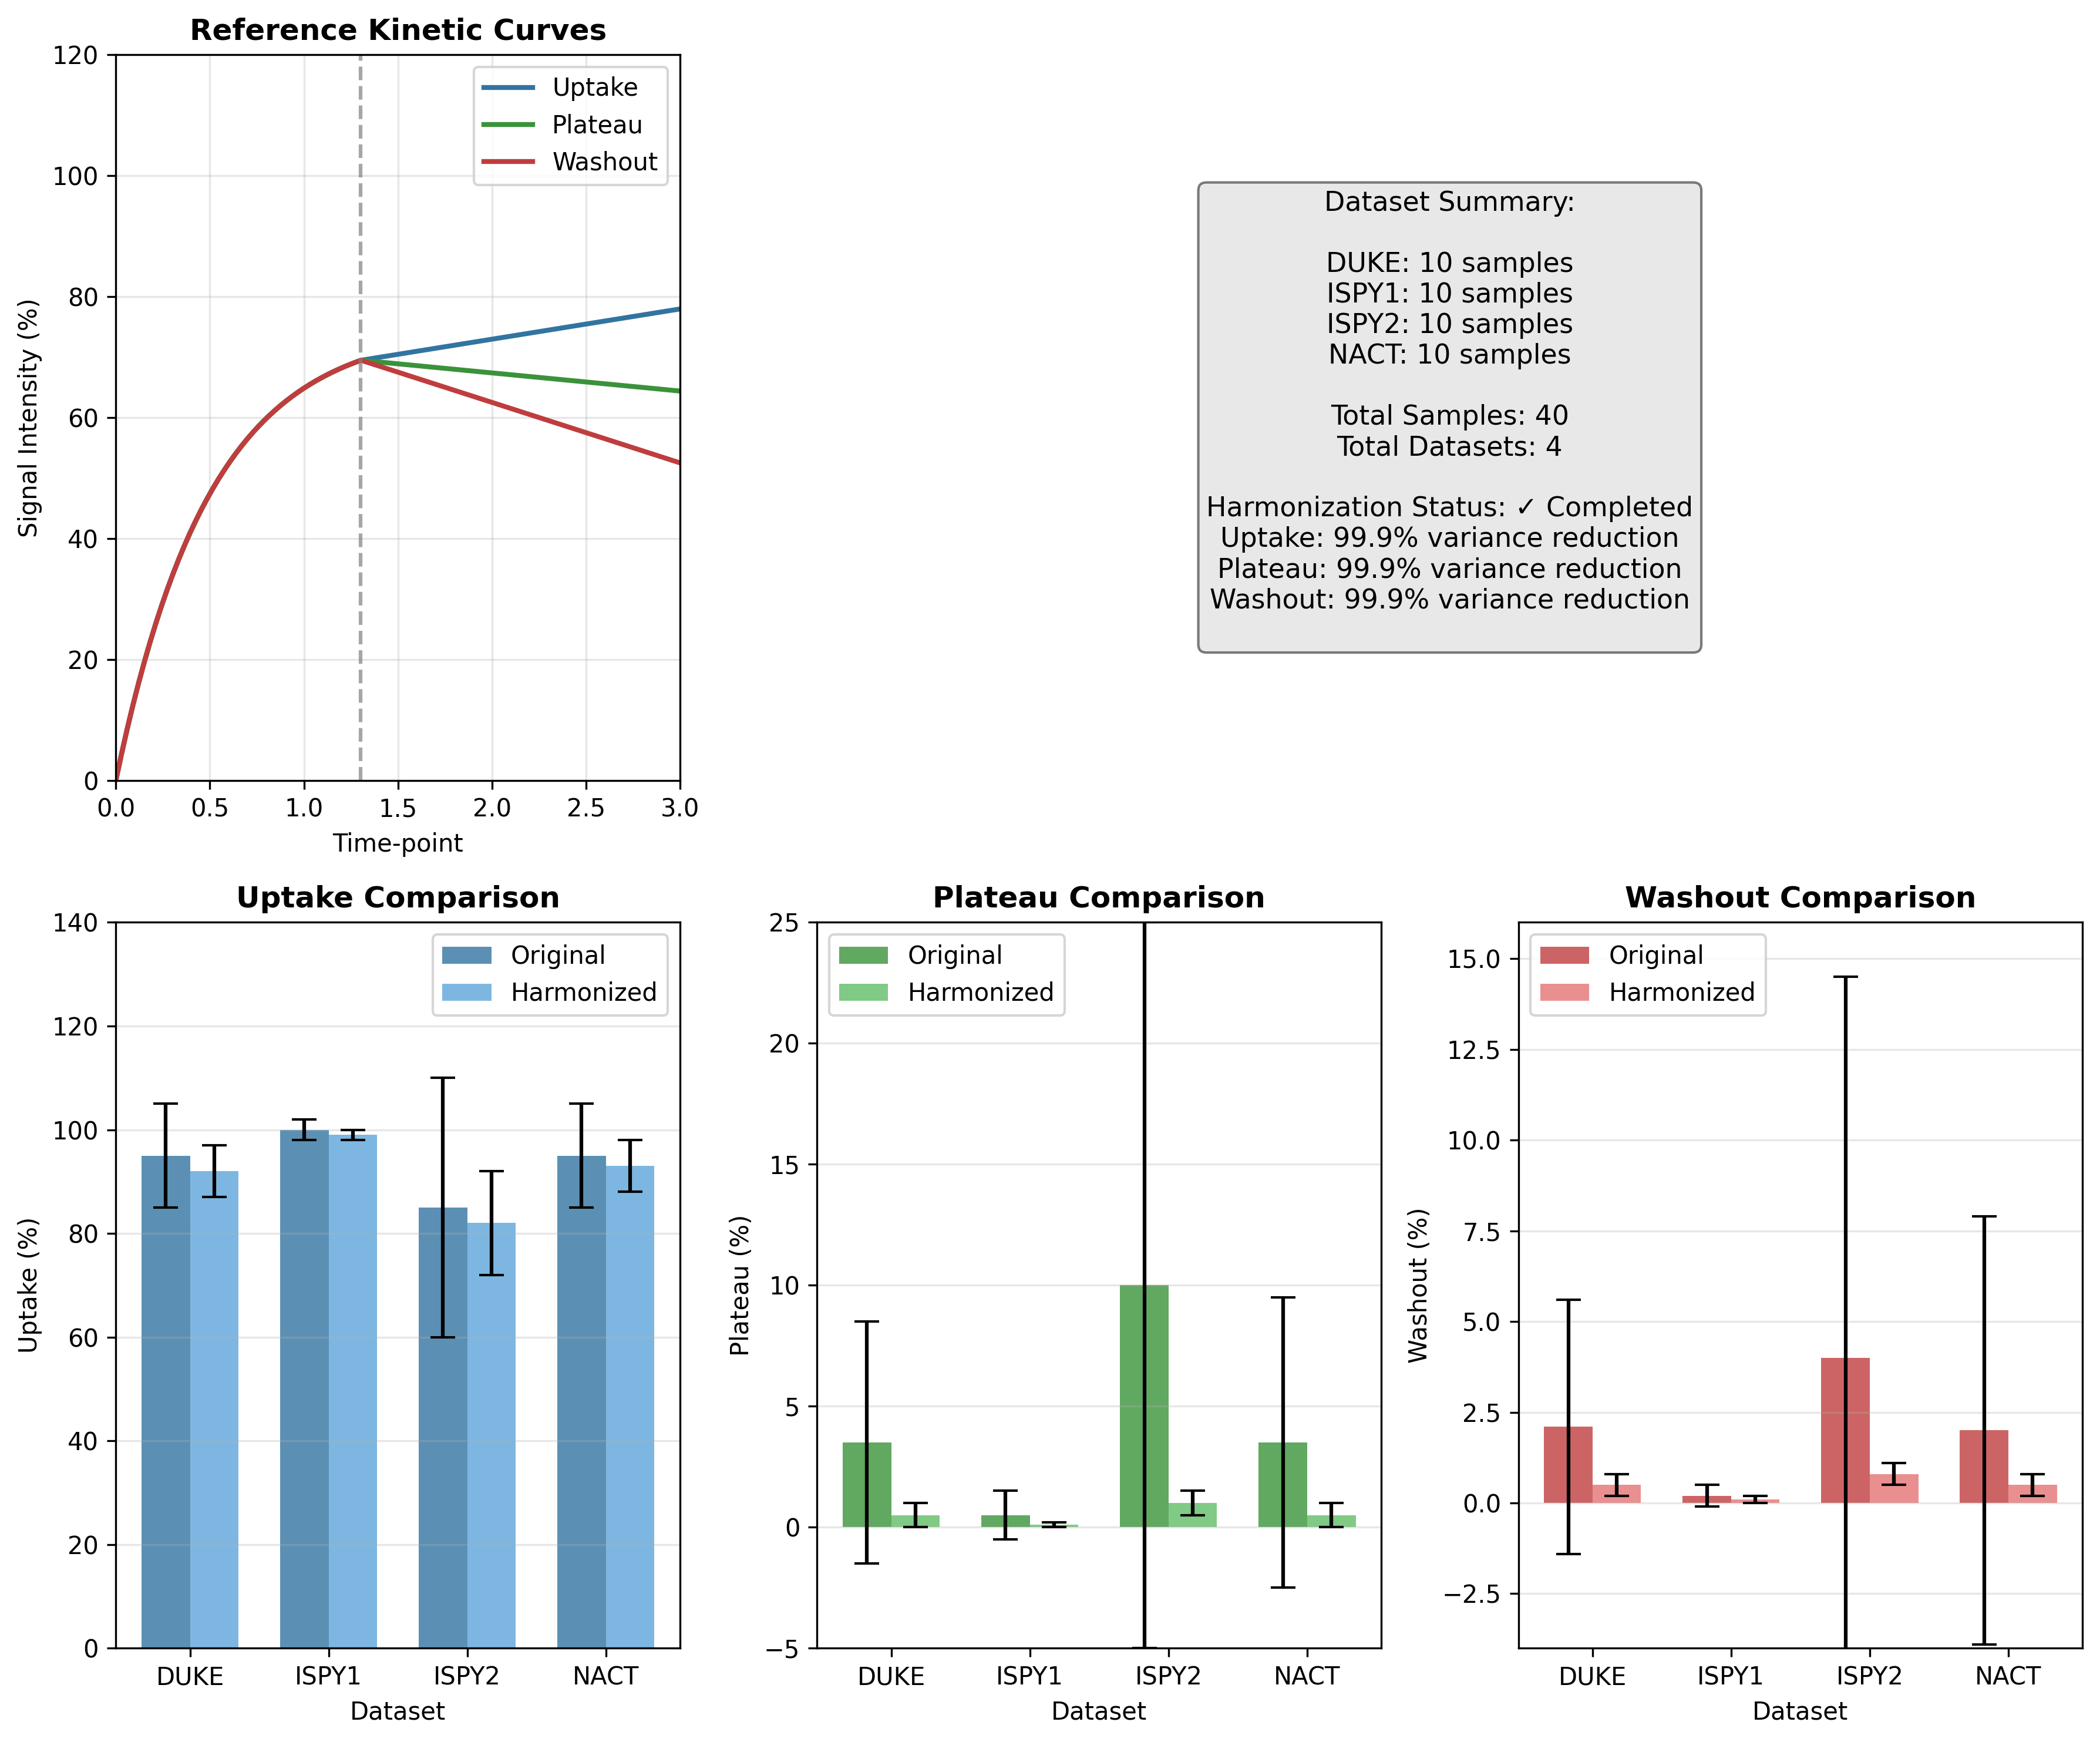 Reference Kinetic Curves
120
100
80
60
40
20
0
Signal Intensity (%)
Uptake
Plateau
Washout
0.0 0.5 1.0 1.5 2.0 2.5 3.0
Time-point
Dataset Summary:
DUKE: 10 samples
ISPY1: 10 samples
ISPY2: 10 samples
NACT: 10 samples
Total Samples: 40
Total Datasets: 4
Harmonization Status: ✓ Completed
Uptake: 99.9% variance reduction
Plateau: 99.9% variance reduction
Washout: 99.9% variance reduction
Uptake Comparison
140
120
100
80
60
40
20
0
Uptake (%)
Original
Harmonized
DUKE ISPY1 ISPY2 NACT
Dataset
Plateau Comparison
25
20
15
10
5
0
−5
Plateau (%)
Original
Harmonized
DUKE ISPY1 ISPY2 NACT
Dataset
Washout Comparison
15.0
12.5
10.0
7.5
5.0
2.5
0.0
−2.5
Washout (%)
Original
Harmonized
DUKE ISPY1 ISPY2 NACT
Dataset